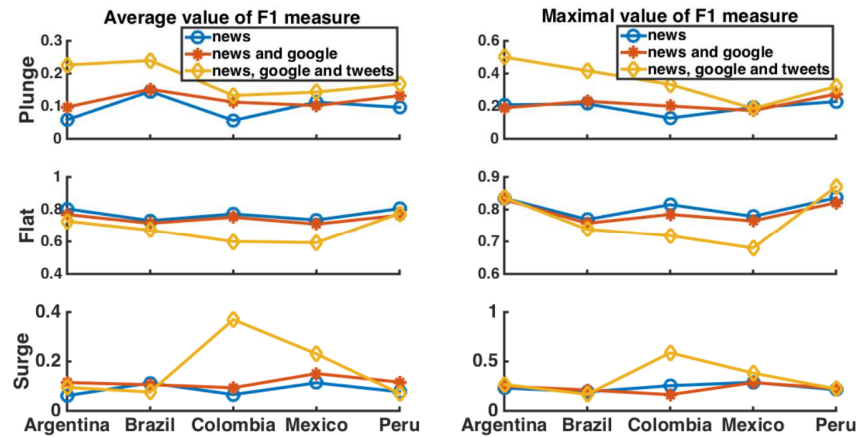 Average value of F1 measure
news
news and google
news, google and tweets
Plunge
0.3
0.2
0.1
0
Flat
1
0.8
0.6
0.4
Surge
0.4
0.2
0
Argentina Brazil Colombia Mexico Peru
Maximal value of F1 measure
news
news and google
news, google and tweets
0.6
0.4
0.2
0
0.9
0.8
0.7
0.6
1
0.5
0
Argentina Brazil Colombia Mexico Peru